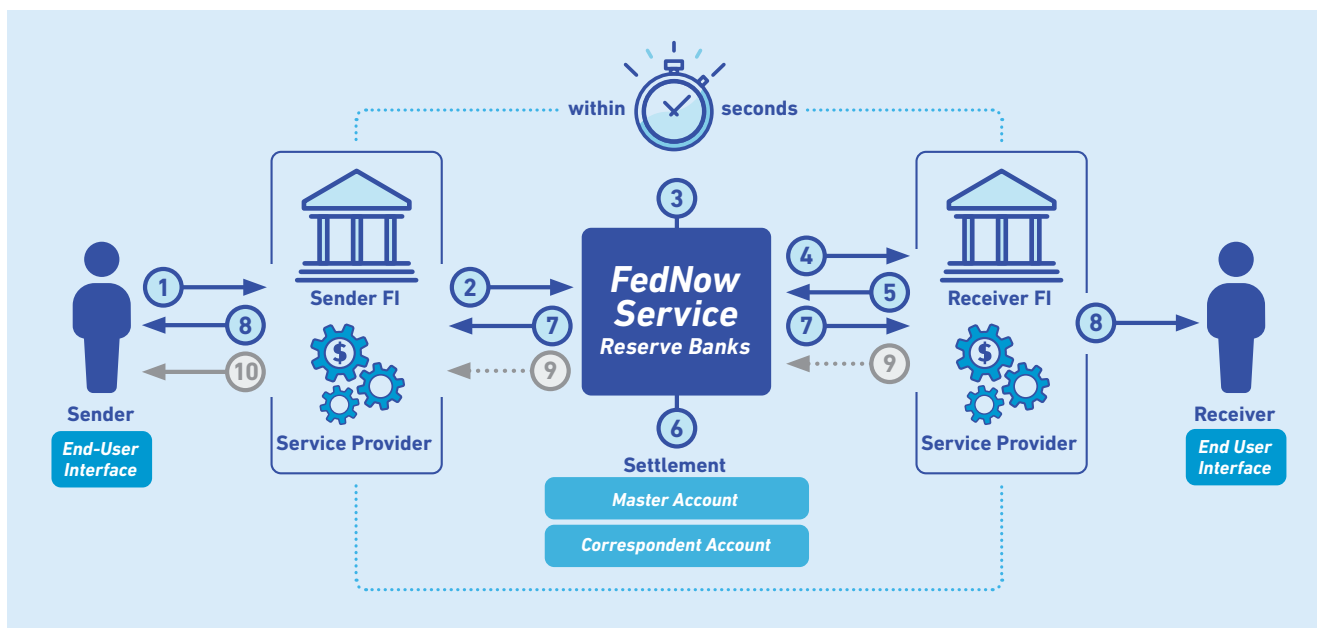 within
seconds
3
1
8
10
Sender
End-User
Interface
Sender FI
$
Service Provider
2
7
9
FedNow
Service
Reserve Banks
6
Settlement
Master Account
Correspondent Account
4
5
7
9
Receiver FI
$
Service Provider
8
Receiver
End User
Interface